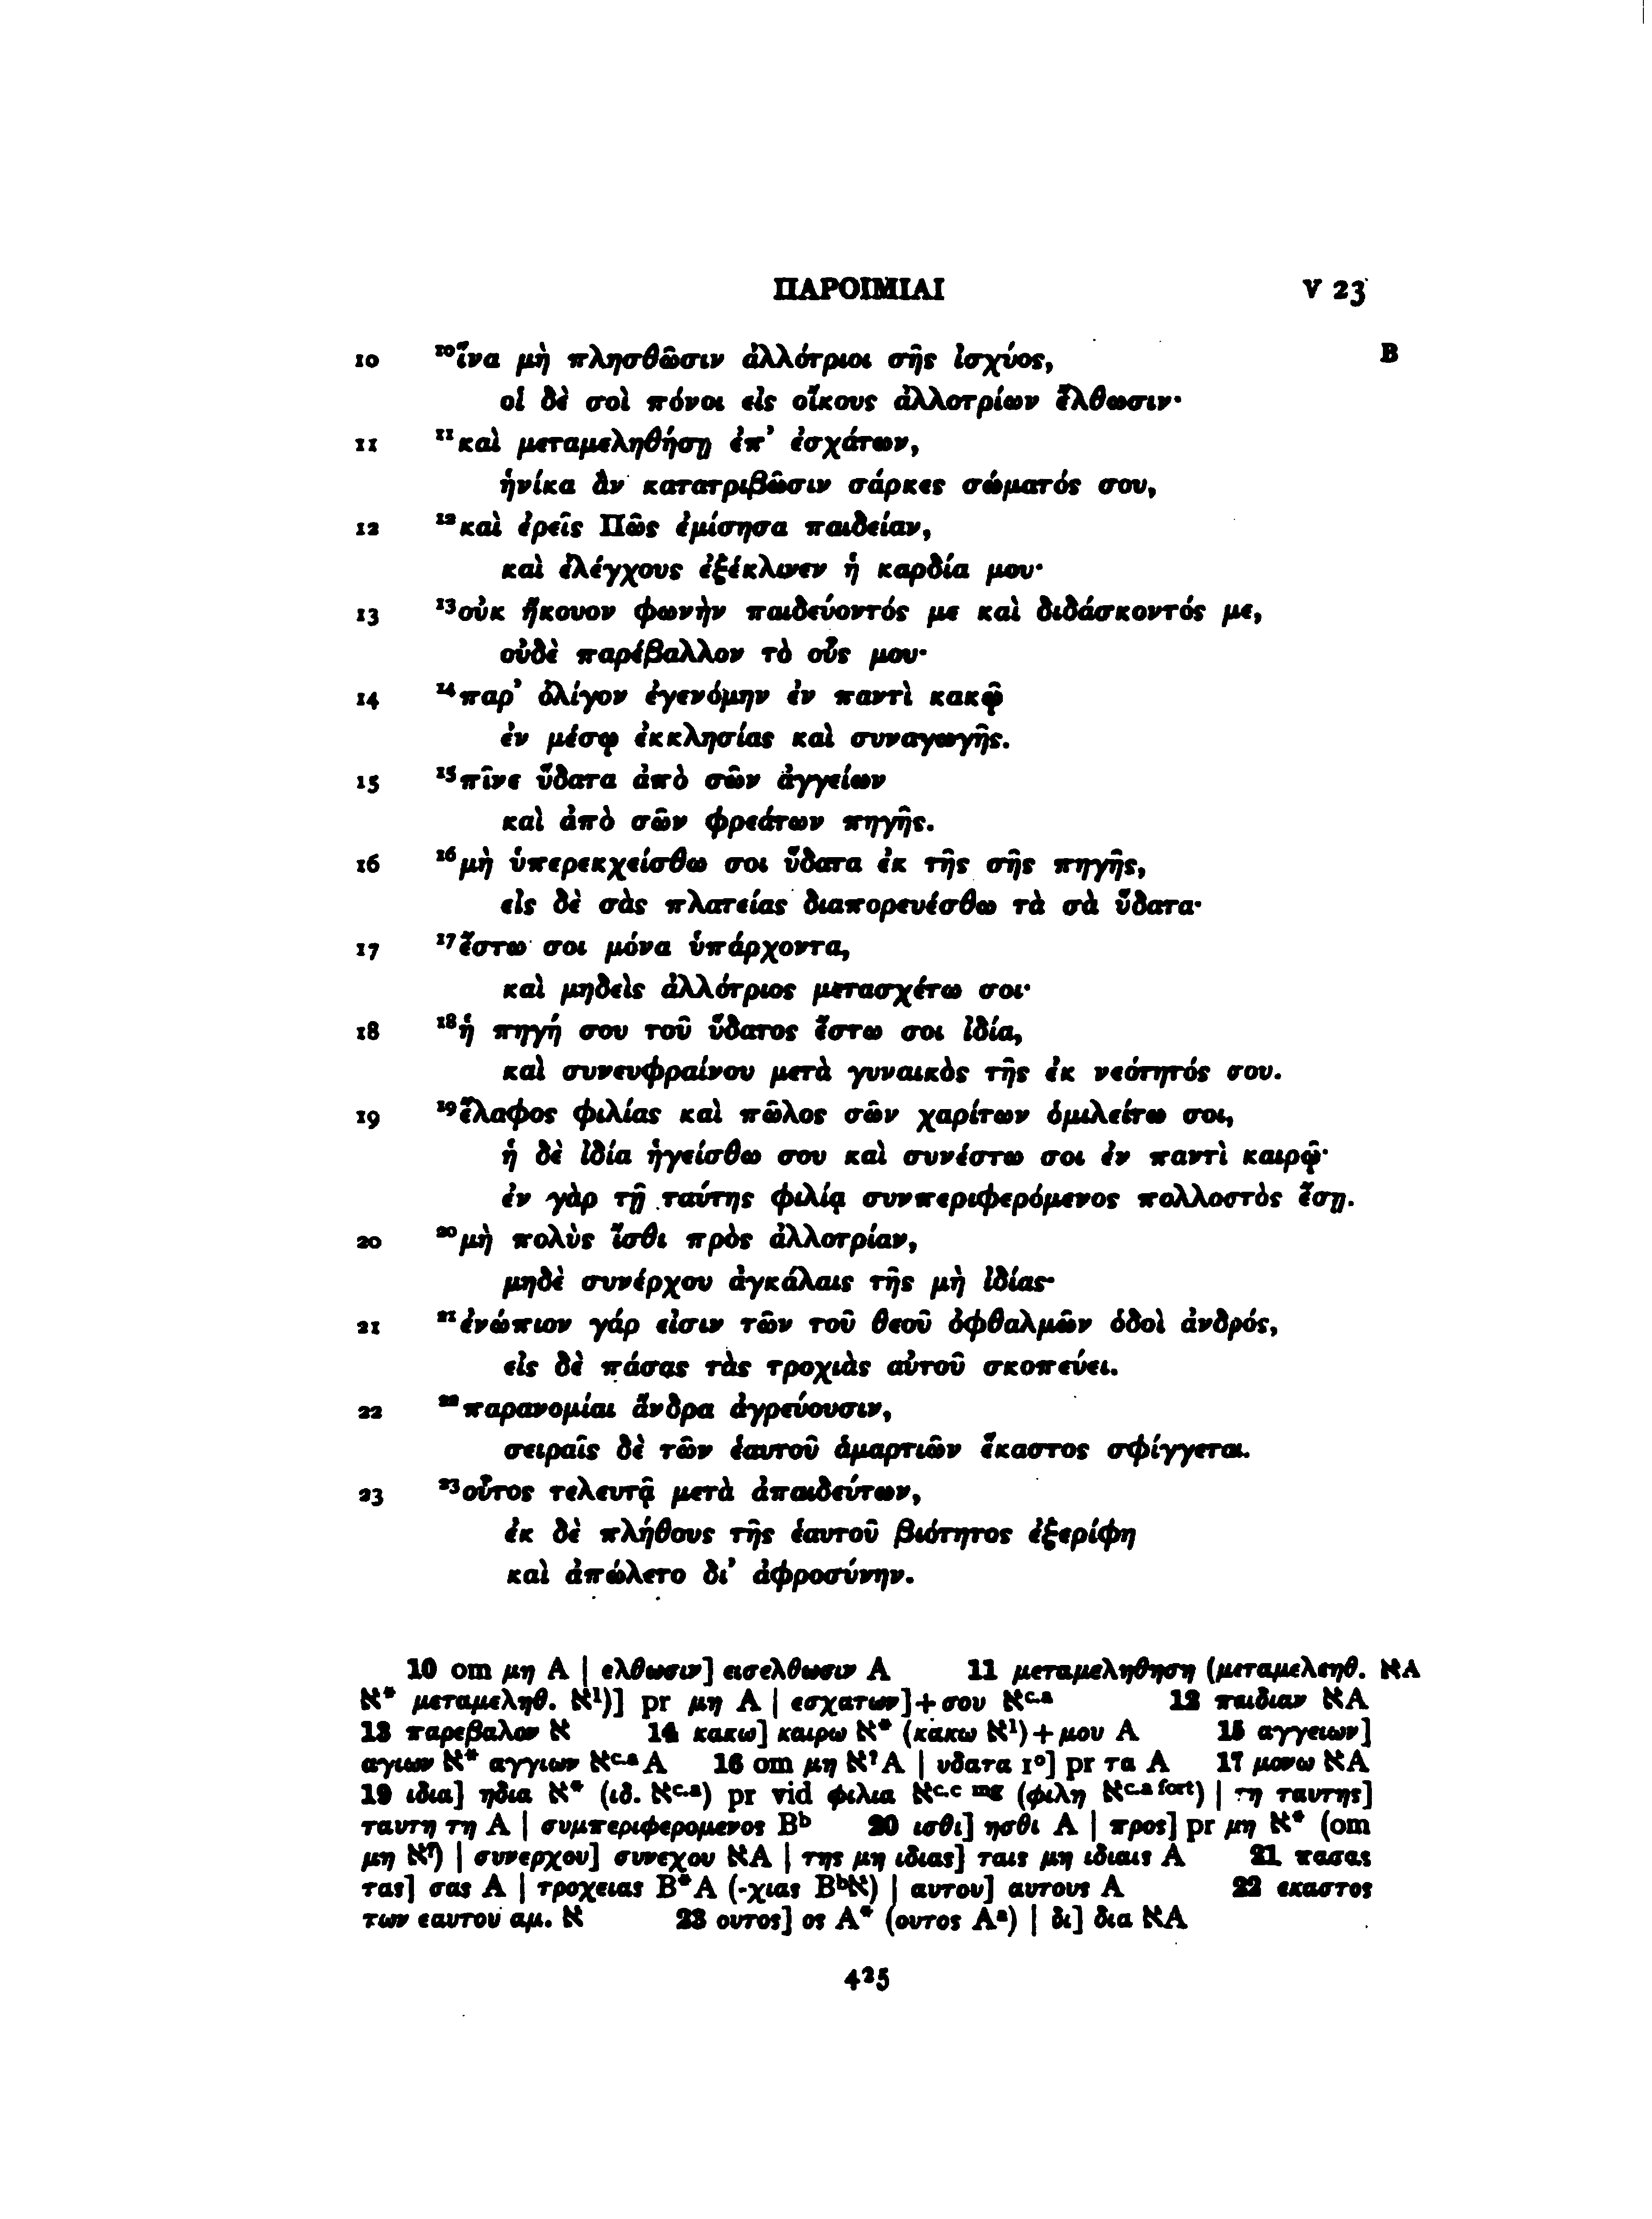 ΠΑΡΟΙΜΙΑΙ V 23
10 ¹⁰ἵνα μὴ πλησθῶσιν ἀλλότριοι σῆς ἰσχύος, B
οἱ δὲ σοὶ πόνοι εἰς οἴκους ἀλλοτρίων ἔλθωσιν·
11 ¹¹καὶ μεταμεληθήσῃ ἐπ’ ἐσχάτων,
ἡνίκα ἂν κατατριβῶσιν σάρκες σώματός σου,
12 ¹²καὶ ἐρεῖς Πῶς ἐμίσησα παιδείαν,
καὶ ἐλέγχους ἐξέκλινεν ἡ καρδία μου·
13 ¹³οὐκ ἤκουον φωνὴν παιδεύοντός με καὶ διδάσκοντός με,
οὐδὲ παρέβαλλον τὸ οὖς μου·
14 ¹⁴παρ’ ὀλίγον ἐγενόμην ἐν παντὶ κακῷ
ἐν μέσῳ ἐκκλησίας καὶ συναγωγῆς.
15 ¹⁵πῖνε ὕδατα ἀπὸ σῶν ἀγγείων
καὶ ἀπὸ σῶν φρεάτων πηγῆς.
16 ¹⁶μὴ ὑπερεκχείσθω σοι ὕδατα ἐκ τῆς σῆς πηγῆς,
εἰς δὲ σὰς πλατείας διαπορευέσθω τὰ σὰ ὕδατα·
17 ¹⁷ἔστω σοι μόνα ὑπάρχοντα,
καὶ μηδεὶς ἀλλότριος μετασχέτω σοι·
18 ¹⁸ἡ πηγή σου τοῦ ὕδατος ἔστω σοι ἰδία,
καὶ συνευφραίνου μετὰ γυναικὸς τῆς ἐκ νεότητός σου.
19 ¹⁹ἔλαφος φιλίας καὶ πῶλος σῶν χαρίτων ὁμιλείτω σοι,
ἡ δὲ ἰδία ἡγείσθω σου καὶ συνέστω σοι ἐν παντὶ καιρῷ·
ἐν γὰρ τῇ ταύτης φιλίᾳ συνπεριφερόμενος πολλοστὸς ἔσῃ.
20 ²⁰μὴ πολὺς ἴσθι πρὸς ἀλλοτρίαν,
μηδὲ συνέρχου ἀγκάλαις τῆς μὴ ἰδίας·
21 ²¹ἐνώπιον γάρ εἰσιν τῶν τοῦ θεοῦ ὀφθαλμῶν ὁδοὶ ἀνδρός,
εἰς δὲ πάσας τὰς τροχιὰς αὐτοῦ σκοπεύει.
22 ²²παρανομίαι ἄνδρα ἀγρεύουσιν,
σειραῖς δὲ τῶν ἑαυτοῦ ἁμαρτιῶν ἕκαστος σφίγγεται.
23 ²³οὗτος τελευτᾷ μετὰ ἀπαιδεύτων,
ἐκ δὲ πλήθους τῆς ἑαυτοῦ βιότητος ἐξερίφη
καὶ ἀπώλετο δι’ ἀφροσύνην.
10 om μη A | ελθωσιν] εισελθωσιν A 11 μεταμεληθηση (μεταμελεηθ. ℵA
ℵ* μεταμεληθ. ℵ¹)] pr μη A | εσχατων]+σου ℵᶜ·ᵃ 12 παιδιαν ℵA
13 παρεβαλον ℵ 14 κακω] καιρω ℵ* (κακω ℵ¹)+μου A 15 αγγειων]
αγιων ℵ* αγγιων ℵᶜ·ᵃ A 16 om μη ℵ?A | υδατα 1°] pr τα A 17 μονω ℵA
19 ιδια] ηδια ℵ* (ιδ. ℵᶜ·ᵃ) pr vid φιλια ℵᶜ·ᶜ ᵐᵍ (φιλη ℵᶜ·ᵃ ᶠᵒʳᵗ) | τη ταυτης]
ταυτη τη A | συμπεριφερομενος Bᵇ 20 ισθι] ησθι A | προς] pr μη ℵ* (om
μη ℵ?) | συνερχου] συνεχου ℵA | της μη ιδιας] ταις μη ιδιαις A 21 πασας
τας] σας A | τροχειας B*A (-χιας Bᵇℵ) | αυτου] αυτους A 22 εκαστος
των εαυτου αμ. ℵ 23 ουτος] ος A* (ουτος Aᵃ) | δι] δια ℵA
425